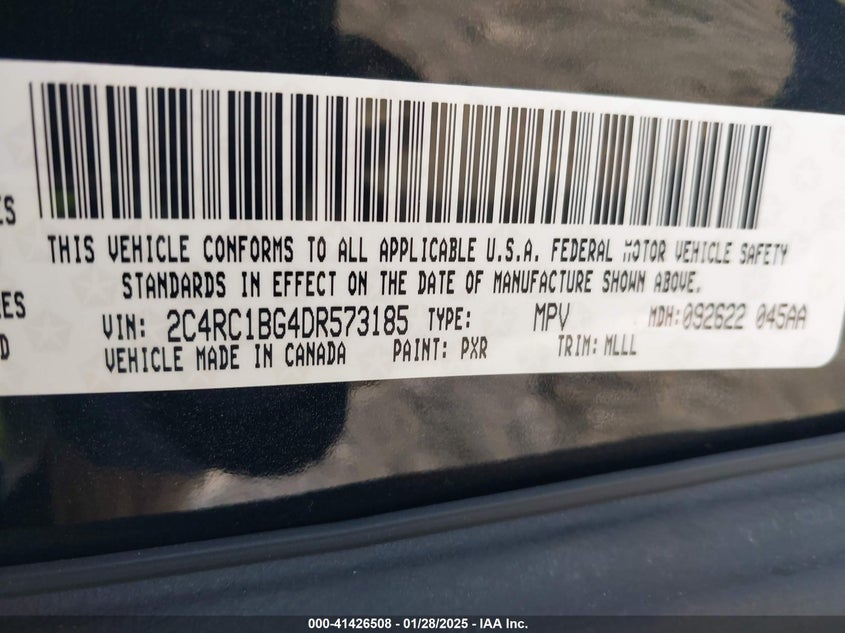 THIS VEHICLE CONFORMS TO ALL APPLICABLE U.S.A. FEDERAL MOTOR VEHICLE SAFETY
STANDARDS IN EFFECT ON THE DATE OF MANUFACTURE SHOWN ABOVE.
VIN: 2C4RC1BG4DR573185 TYPE: MPV MDH: 092622 045AA
VEHICLE MADE IN CANADA PAINT: PXR TRIM: MLLL
000-41426508 - 01/28/2025 - IAA Inc.